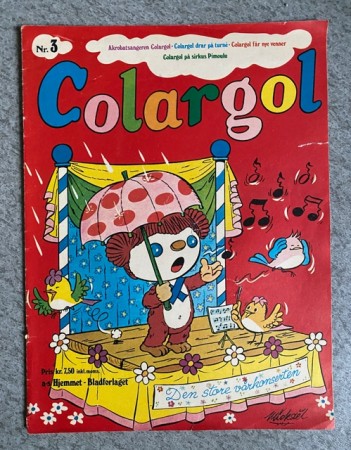 Nr. 3
Akrobatsangeren Colargol - Colargol drar på turné - Colargol får nye venner
Colargol på sirkus Pimoulu
Colargol
Pris kr. 7,50 inkl. moms.
a-s Hjemmet - Bladforlaget
Den store vårkonserten